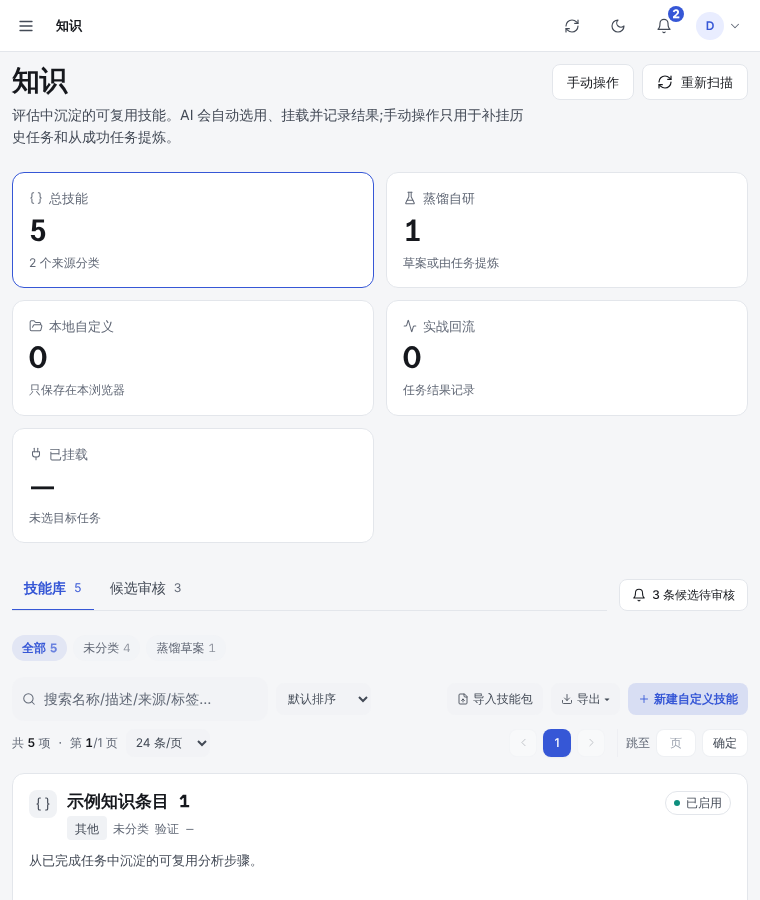 知识
2
D
知识
手动操作
重新扫描
评估中沉淀的可复用技能。AI 会自动选用、挂载并记录结果;手动操作只用于补挂历
史任务和从成功任务提炼。
总技能
5
2 个来源分类
蒸馏自研
1
草案或由任务提炼
本地自定义
0
只保存在本浏览器
实战回流
0
任务结果记录
已挂载
—
未选目标任务
技能库 5
候选审核 3
3 条候选待审核
全部 5
未分类 4
蒸馏草案 1
搜索名称/描述/来源/标签…
默认排序
导入技能包
导出
新建自定义技能
共 5 项 · 第 1/1 页
24 条/页
1
跳至
页
确定
示例知识条目 1
已启用
其他
未分类 验证 —
从已完成任务中沉淀的可复用分析步骤。